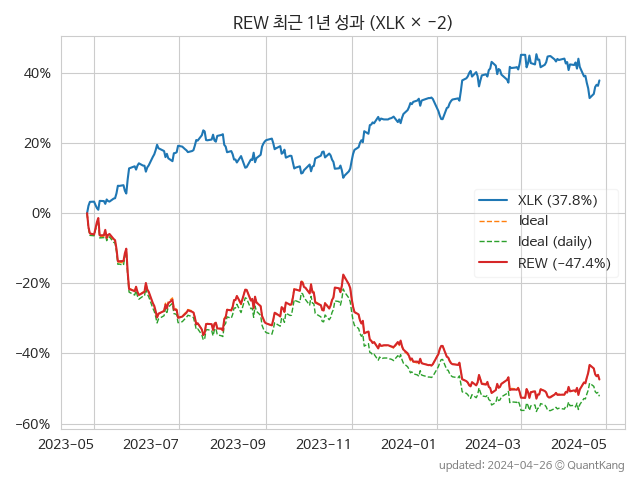 REW 최근 1년 성과 (XLK × −2)
40%
20%
0%
−20%
−40%
−60%
XLK (37.8%)
Ideal
Ideal (daily)
REW (−47.4%)
2023-05 2023-07 2023-09 2023-11 2024-01 2024-03 2024-05
updated: 2024-04-26 © QuantKang